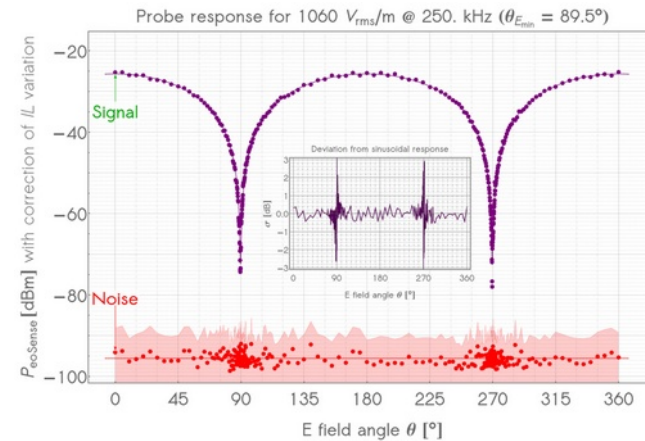 Probe response for 1060 Vrms/m @ 250. kHz (θEmin = 89.5°)
PeoSense [dBm] with correction of IL variation
−20
−40
−60
−80
−100
Signal
Noise
Deviation from sinusoidal response
σ [dB]
3
2
1
0.0
−1
−2
−3
0 90 180 270 360
E field angle θ [°]
0 45 90 135 180 225 270 315 360
E field angle θ [°]